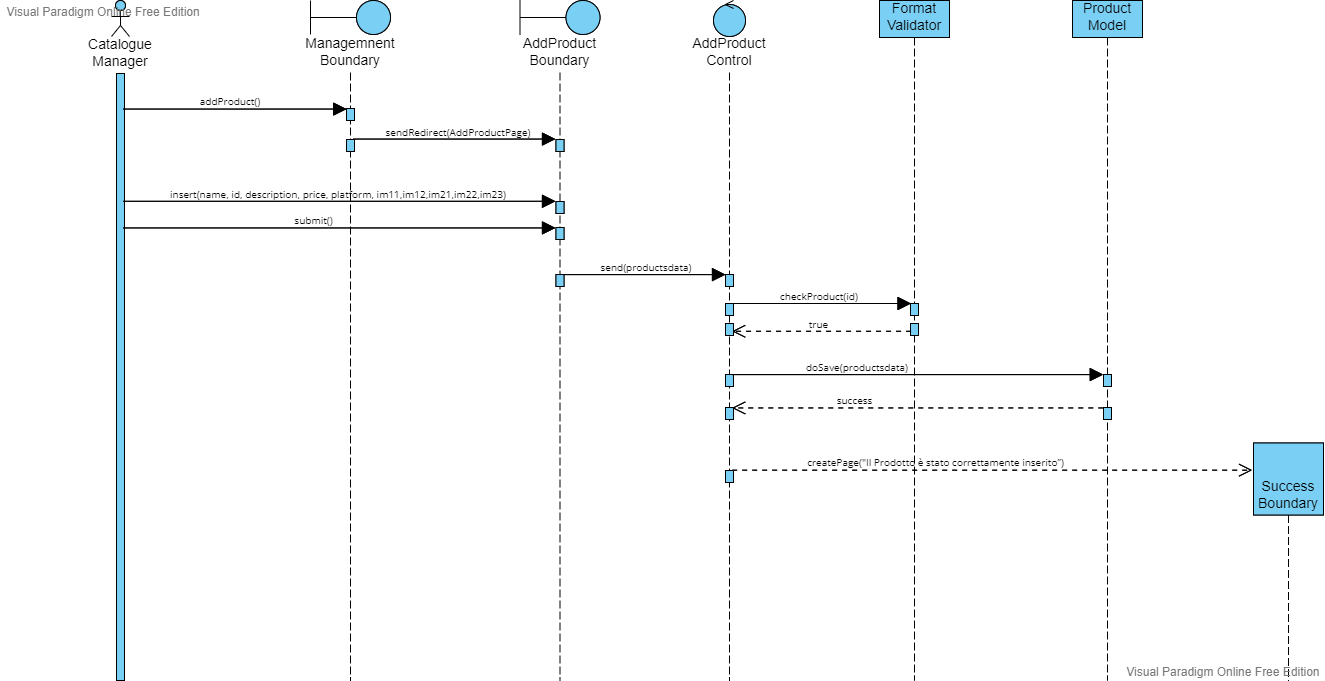 Visual Paradigm Online Free Edition
Catalogue
Manager
Managemnent
Boundary
AddProduct
Boundary
AddProduct
Control
Format
Validator
Product
Model
addProduct()
sendRedirect(AddProductPage)
insert(name, id, description, price, platform, im11,im12,im21,im22,im23)
submit()
send(productsdata)
checkProduct(id)
true
doSave(productsdata)
success
createPage("Il Prodotto è stato correttamente inserito")
Success
Boundary
Visual Paradigm Online Free Edition